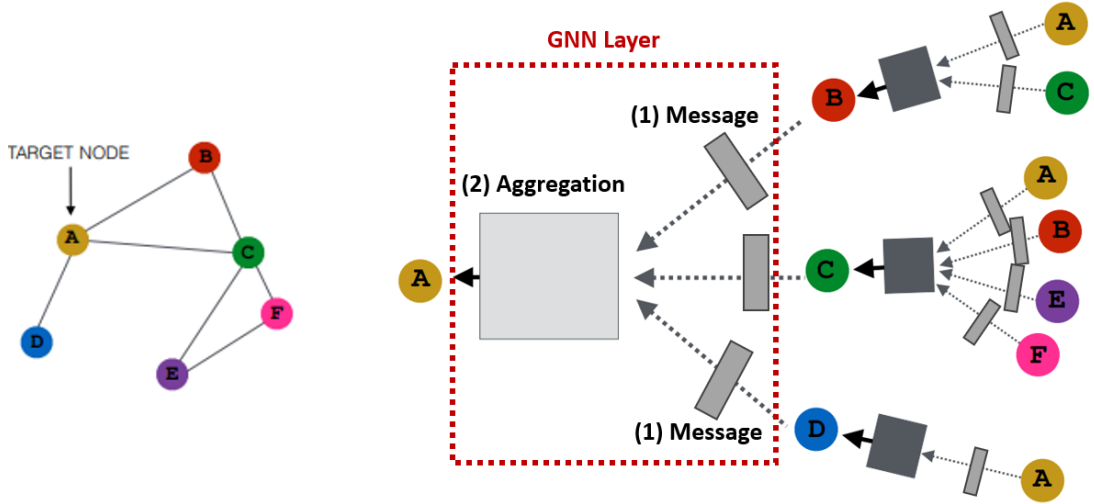 GNN Layer
TARGET NODE
A
B
C
D
E
F
(1) Message
(2) Aggregation
(1) Message
A
B
C
D
A
C
A
B
E
F
A